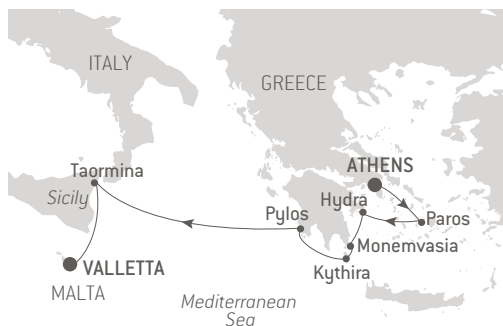 ITALY
GREECE
ATHENS
Taormina
Sicily
Hydra
Pylos
Paros
Monemvasia
VALLETTA
Kythira
MALTA
Mediterranean
Sea